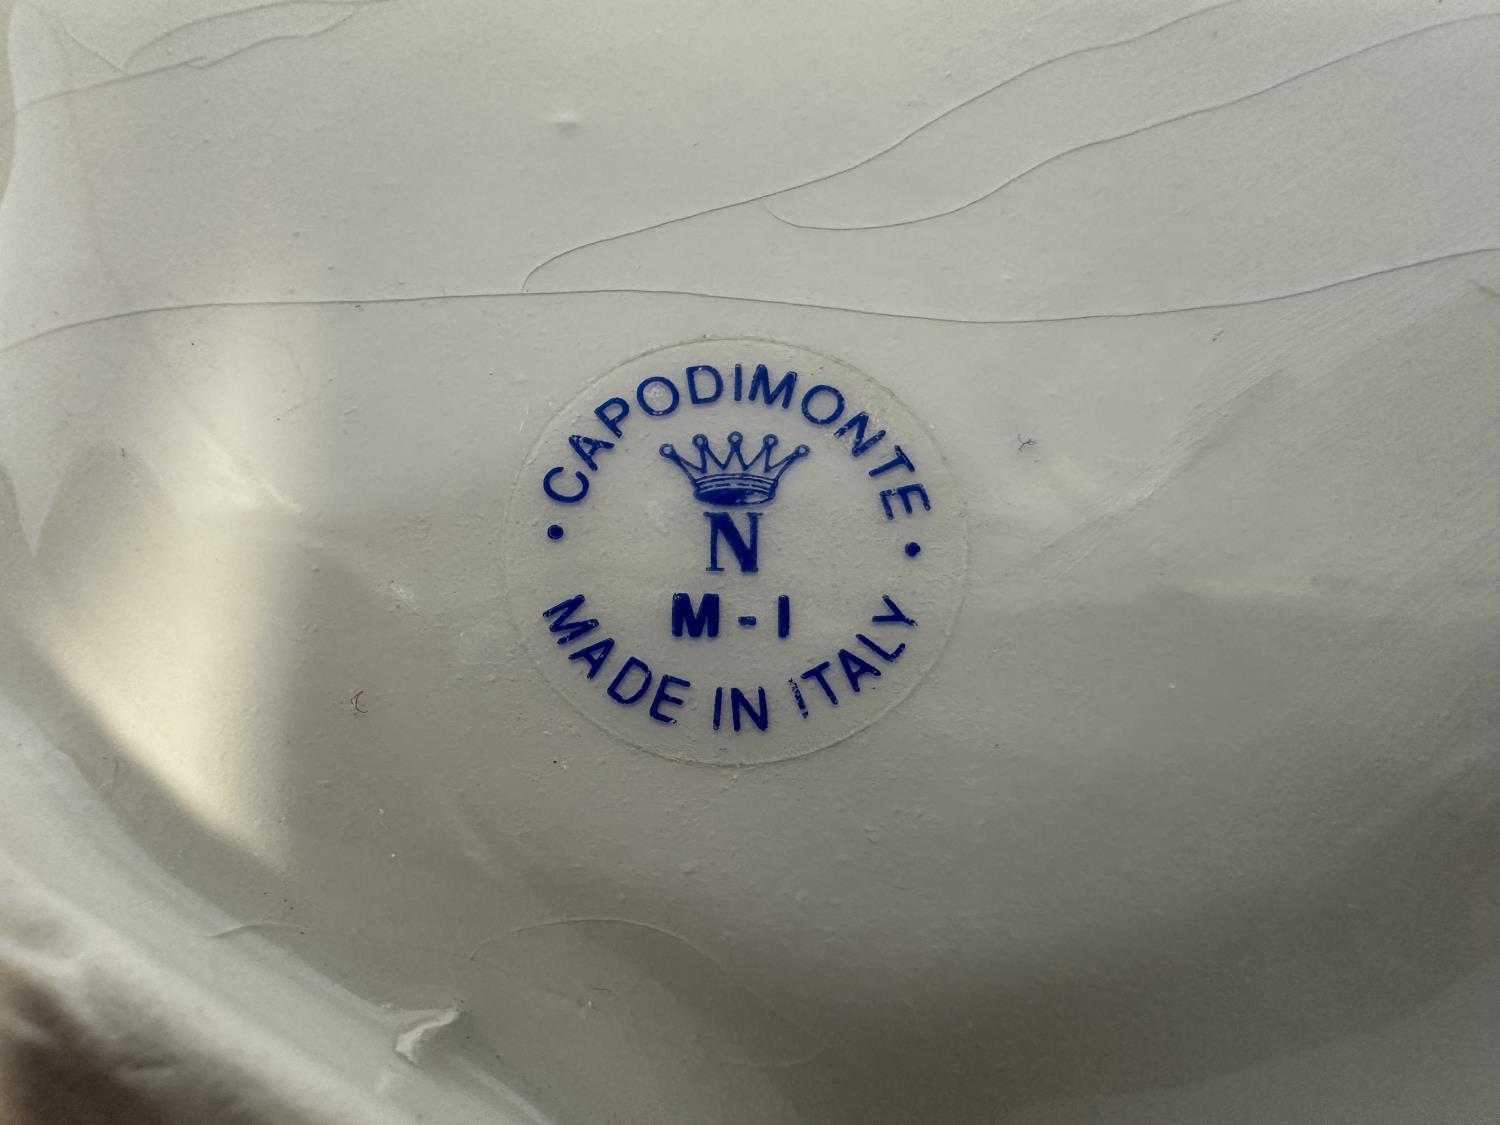 • CAPODIMONTE •
N
M-I
MADE IN ITALY